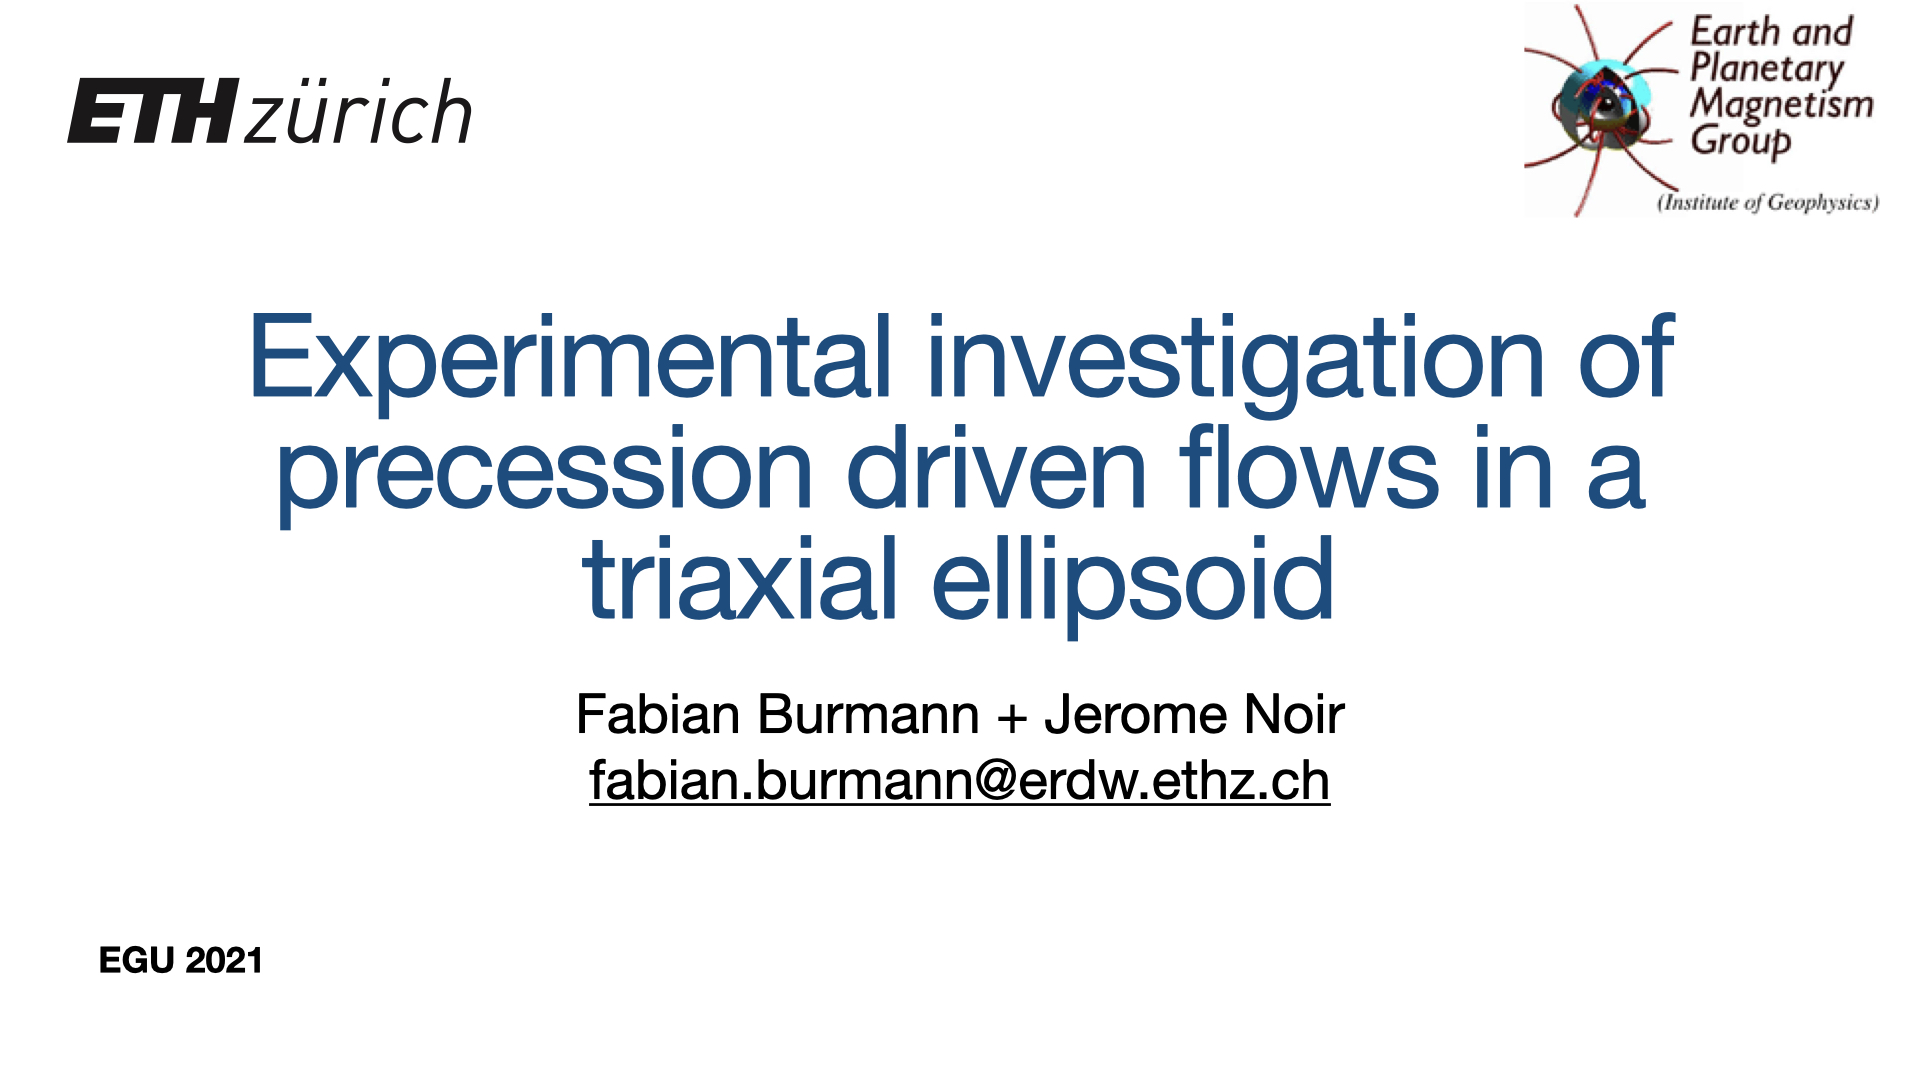 ETH zürich
Earth and
Planetary
Magnetism
Group
(Institute of Geophysics)
Experimental investigation of
precession driven flows in a
triaxial ellipsoid
Fabian Burmann + Jerome Noir
fabian.burmann@erdw.ethz.ch
EGU 2021